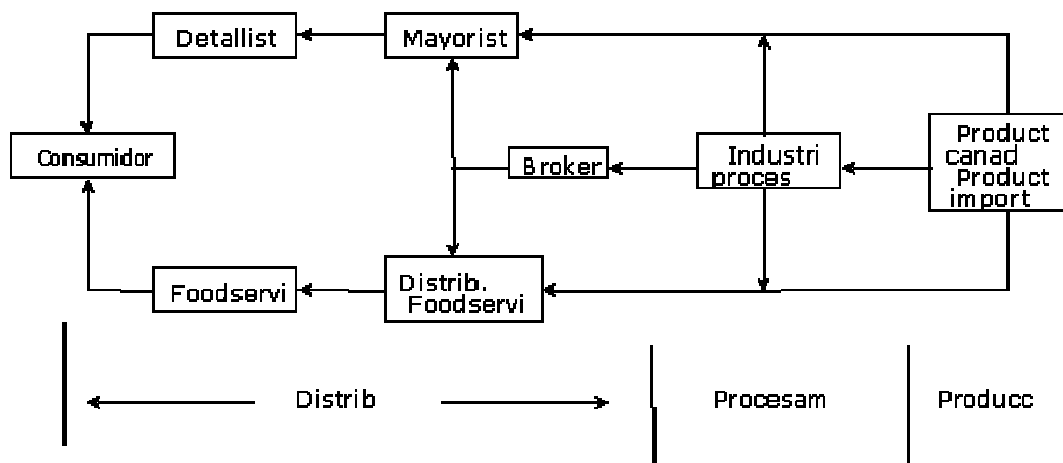 Detallist
Mayorist
Consumidor
Broker
Industri
proces
Product
canad
Product
import
Foodservi
Distrib.
Foodservi
Distrib
Procesam
Producc